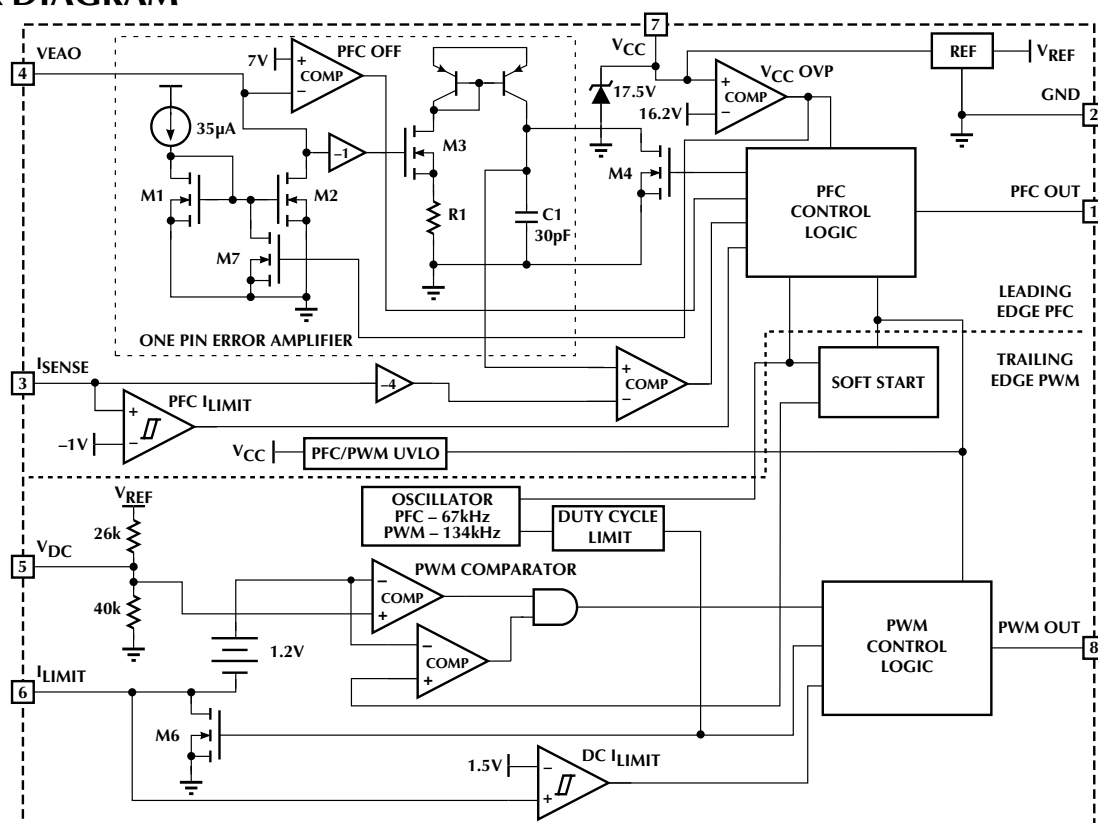 DIAGRAM
7
VEAO
4
7V
+
–
COMP
PFC OFF
VCC
17.5V
16.2V
+
–
COMP
VCC OVP
REF
VREF
GND
2
35µA
–1
M3
M1
M2
M4
M7
R1
C1
30pF
PFC
CONTROL
LOGIC
PFC OUT
1
LEADING
EDGE PFC
ONE PIN ERROR AMPLIFIER
TRAILING
EDGE PWM
ISENSE
3
–4
+
–
COMP
SOFT START
PFC ILIMIT
+
–
–1V
VCC
PFC/PWM UVLO
VREF
26k
OSCILLATOR
PFC – 67kHz
PWM – 134kHz
DUTY CYCLE
LIMIT
VDC
5
40k
PWM COMPARATOR
–
+
COMP
–
+
COMP
1.2V
PWM
CONTROL
LOGIC
PWM OUT
8
ILIMIT
6
M6
1.5V
–
+
DC ILIMIT